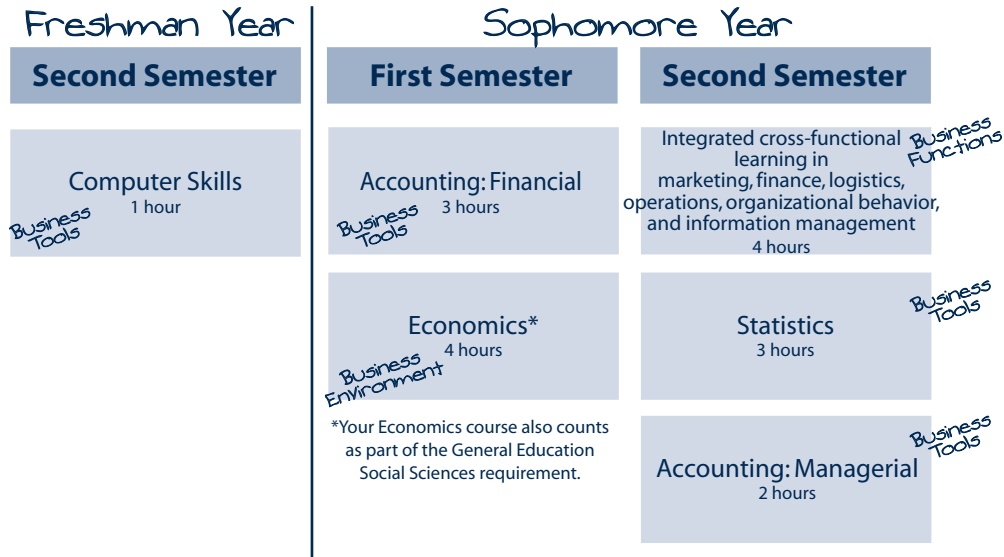 Freshman Year
Second Semester
Computer Skills
1 hour
Business
Tools
Sophomore Year
First Semester
Accounting: Financial
3 hours
Business
Tools
Economics*
4 hours
Business
Environment
*Your Economics course also counts
as part of the General Education
Social Sciences requirement.
Second Semester
Integrated cross-functional
learning in
marketing, finance, logistics,
operations, organizational behavior,
and information management
4 hours
Business
Functions
Statistics
3 hours
Business
Tools
Accounting: Managerial
2 hours
Business
Tools